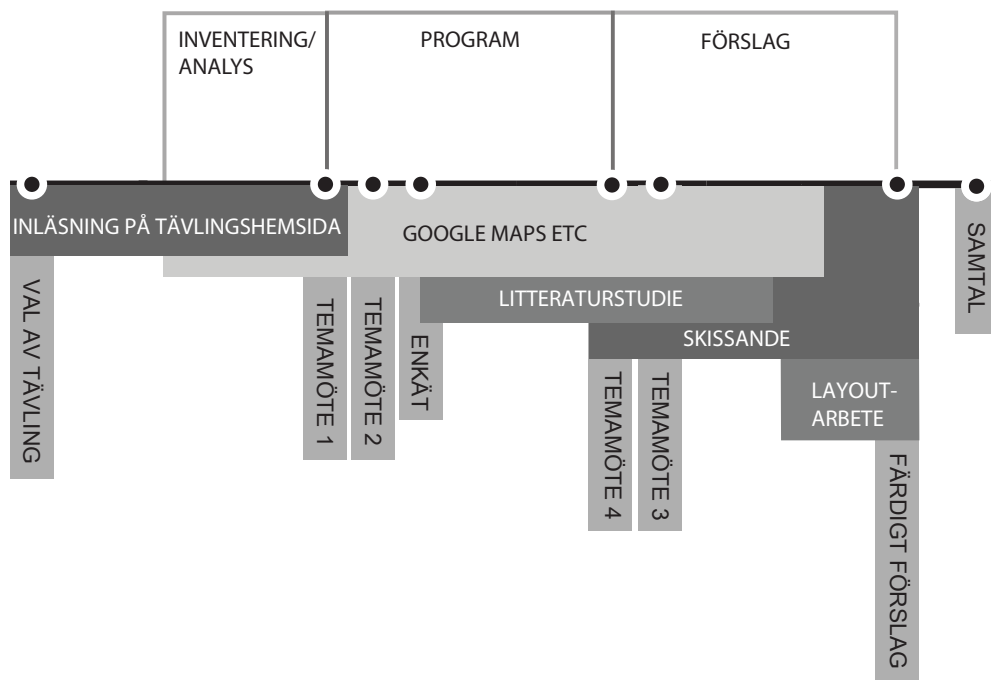 INVENTERING/
ANALYS
PROGRAM
FÖRSLAG
INLÄSNING PÅ TÄVLINGSHEMSIDA
GOOGLE MAPS ETC
LITTERATURSTUDIE
SKISSANDE
LAYOUT-
ARBETE
VAL AV TÄVLING
TEMAMÖTE 1
TEMAMÖTE 2
ENKÄT
TEMAMÖTE 4
TEMAMÖTE 3
FÄRDIGT FÖRSLAG
SAMTAL